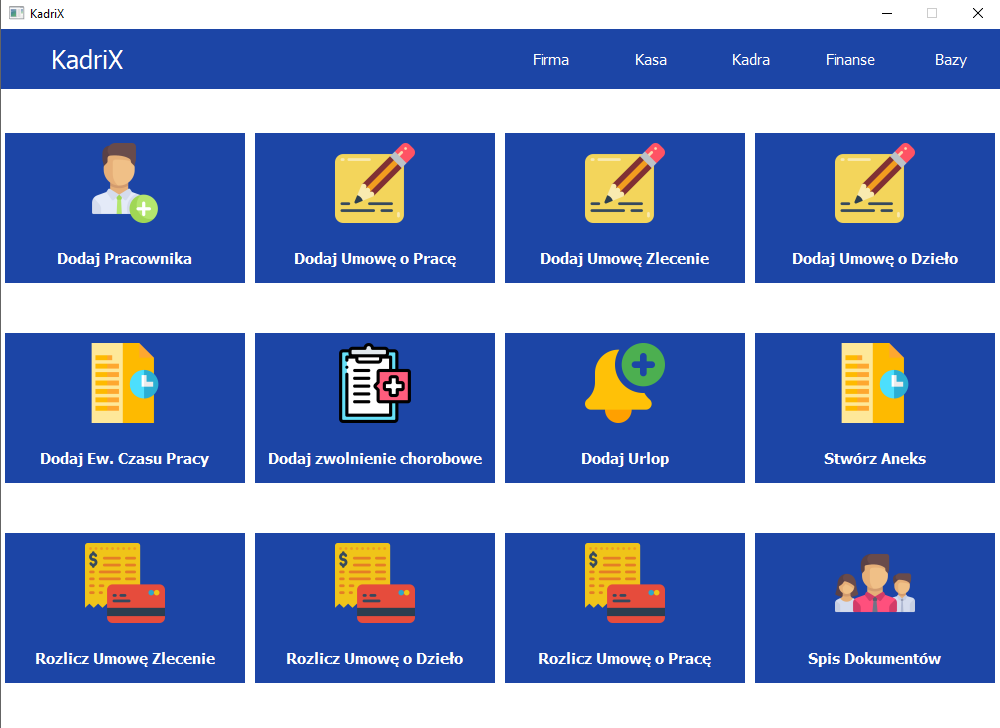 KadriX
KadriX
Firma
Kasa
Kadra
Finanse
Bazy
Dodaj Pracownika
Dodaj Umowę o Pracę
Dodaj Umowę Zlecenie
Dodaj Umowę o Dzieło
Dodaj Ew. Czasu Pracy
Dodaj zwolnienie chorobowe
Dodaj Urlop
Stwórz Aneks
$
$
$
Rozlicz Umowę Zlecenie
Rozlicz Umowę o Dzieło
Rozlicz Umowę o Pracę
Spis Dokumentów